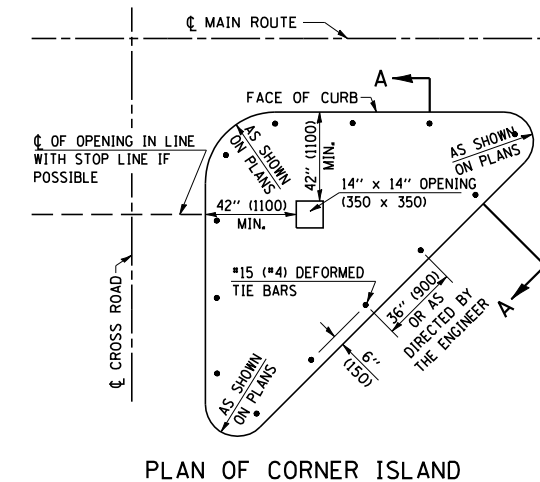 ℄ MAIN ROUTE
A
FACE OF CURB
℄ OF OPENING IN LINE
WITH STOP LINE IF
POSSIBLE
AS SHOWN
ON PLANS
42" (1100)
MIN.
AS SHOWN
ON PLANS
14" x 14" OPENING
(350 x 350)
42" (1100)
MIN.
#15 (#4) DEFORMED
TIE BARS
36" (900)
OR AS
DIRECTED BY
THE ENGINEER
A
℄ CROSS ROAD
6"
(150)
AS SHOWN
ON PLANS
PLAN OF CORNER ISLAND